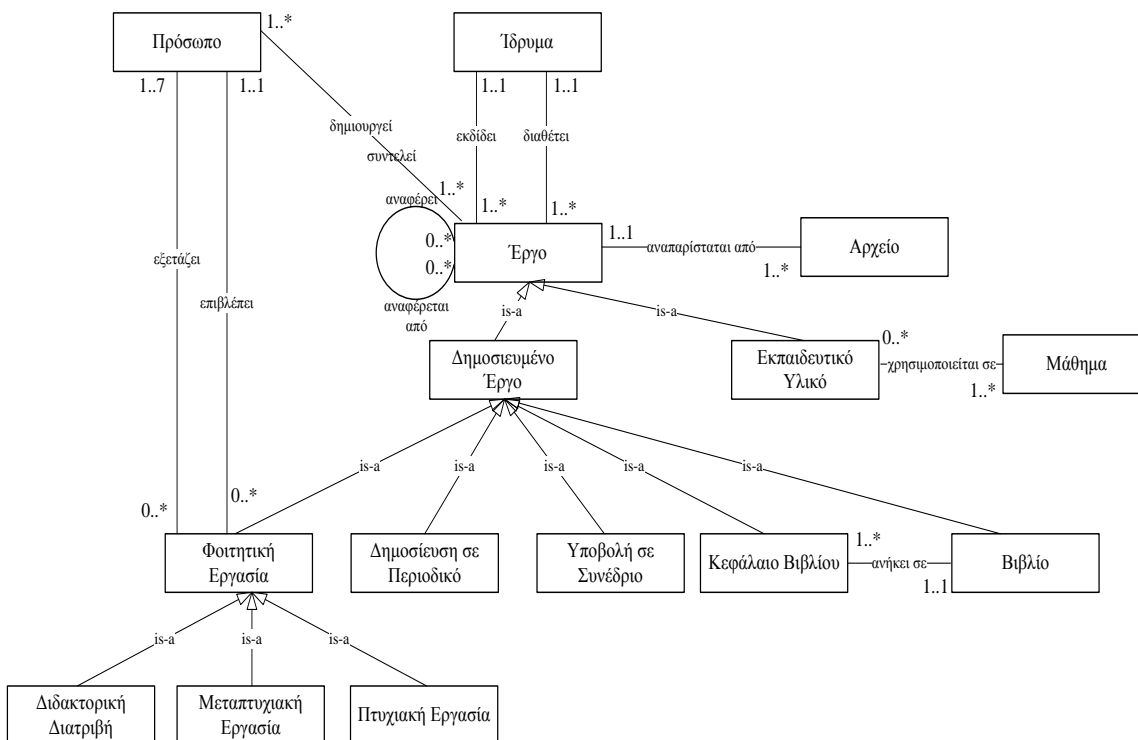 Πρόσωπο
Ίδρυμα
1..*
1..7
1..1
1..1
1..1
δημιουργεί
συντελεί
εκδίδει
διαθέτει
1..*
1..*
1..*
αναφέρει
0..*
0..*
αναφέρεται
από
Έργο
1..1
αναπαρίσταται από
1..*
Αρχείο
εξετάζει
επιβλέπει
is-a
is-a
Δημοσιευμένο
Έργο
Εκπαιδευτικό
Υλικό
0..*
χρησιμοποιείται σε
1..*
Μάθημα
is-a
is-a
is-a
is-a
is-a
0..*
0..*
Φοιτητική
Εργασία
Δημοσίευση σε
Περιοδικό
Υποβολή σε
Συνέδριο
Κεφάλαιο Βιβλίου
1..*
ανήκει σε
1..1
Βιβλίο
is-a
is-a
is-a
Διδακτορική
Διατριβή
Μεταπτυχιακή
Εργασία
Πτυχιακή Εργασία